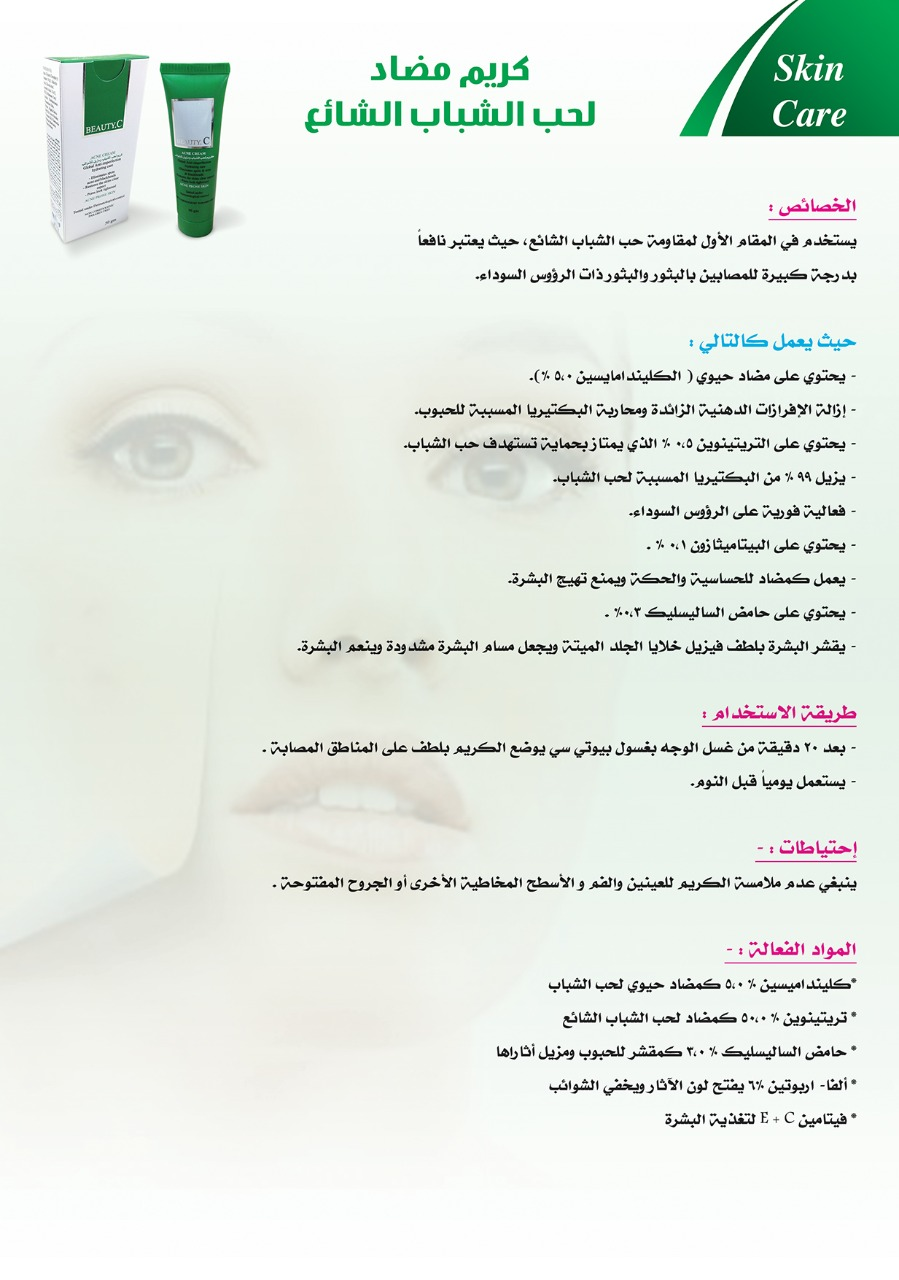 Skin
Care
كريم مضاد
لحب الشباب الشائع
BEAUTY.C
ACNE CREAM
BEAUTY. C
ACNE CREAM
الخصائص :
يستخدم في المقام الأول لمقاومة حب الشباب الشائع، حيث يعتبر نافعاً
بدرجة كبيرة للمصابين بالبثور والبثور ذات الرؤوس السوداء.
حيث يعمل كالتالي :
- يحتوي على مضاد حيوي ( الكليندامايسين ٥،٠ %).
- إزالة الإفرازات الدهنية الزائدة ومحاربة البكتيريا المسببة للحبوب.
- يحتوي على التريتينوين ٠،٥ % الذي يمتاز بحماية تستهدف حب الشباب.
- يزيل ٩٩ % من البكتيريا المسببة لحب الشباب.
- فعالية فورية على الرؤوس السوداء.
- يحتوي على البيتاميثازون ٠،١ % .
- يعمل كمضاد للحساسية والحكة ويمنع تهيج البشرة.
- يحتوي على حامض الساليسليك ٠،٣% .
- يقشر البشرة بلطف فيزيل خلايا الجلد الميتة ويجعل مسام البشرة مشدودة وينعم البشرة.
طريقة الاستخدام :
- بعد ٢٠ دقيقة من غسل الوجه بغسول بيوتي سي يوضع الكريم بلطف على المناطق المصابة .
- يستعمل يومياً قبل النوم.
إحتياطات : -
ينبغي عدم ملامسة الكريم للعينين والفم و الأسطح المخاطية الأخرى أو الجروح المفتوحة .
المواد الفعالة : -
*كلينداميسين % ٥،٠ كمضاد حيوي لحب الشباب
* تريتينوين % ٥٠،٠ كمضاد لحب الشباب الشائع
* حامض الساليسليك % ٣،٠ كمقشر للحبوب ومزيل أثاراها
* ألفا- اربوتين ٦% يفتح لون الآثار ويخفي الشوائب
* فيتامين E + C لتغذية البشرة